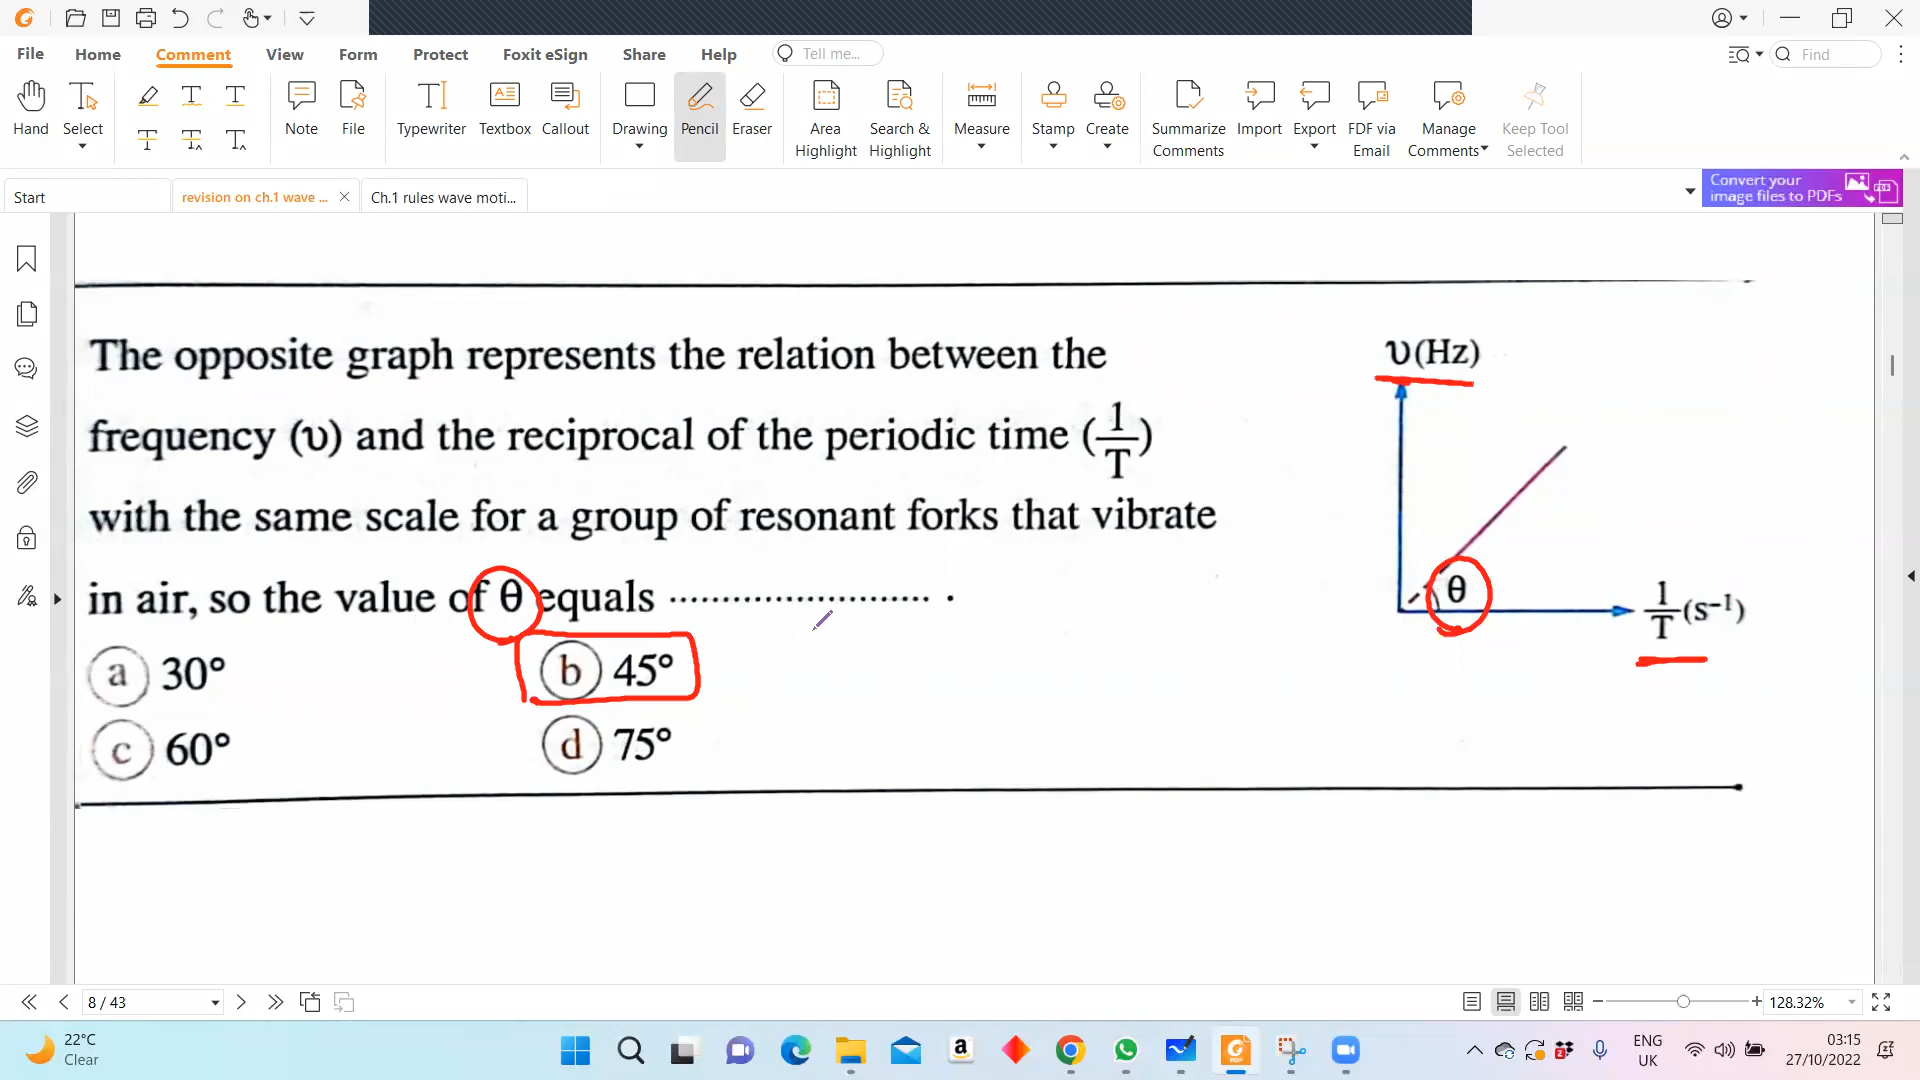 File
Home
Comment
View
Form
Protect
Foxit eSign
Share
Help
Tell me...
Find
Hand
Select
Note
File
Typewriter
Textbox
Callout
Drawing
Pencil
Eraser
Area Highlight
Search & Highlight
Measure
Stamp
Create
Summarize Comments
Import
Export
FDF via Email
Manage Comments
Keep Tool Selected
Start
revision on ch.1 wave ...
Ch.1 rules wave moti...
Convert your
image files to PDFs
The opposite graph represents the relation between the
frequency (υ) and the reciprocal of the periodic time (1/T)
with the same scale for a group of resonant forks that vibrate
in air, so the value of θ equals .......................... .
a 30°
b 45°
c 60°
d 75°
υ(Hz)
θ
1/T (s⁻¹)
8 / 43
128.32%
22°C
Clear
ENG
UK
03:15
27/10/2022